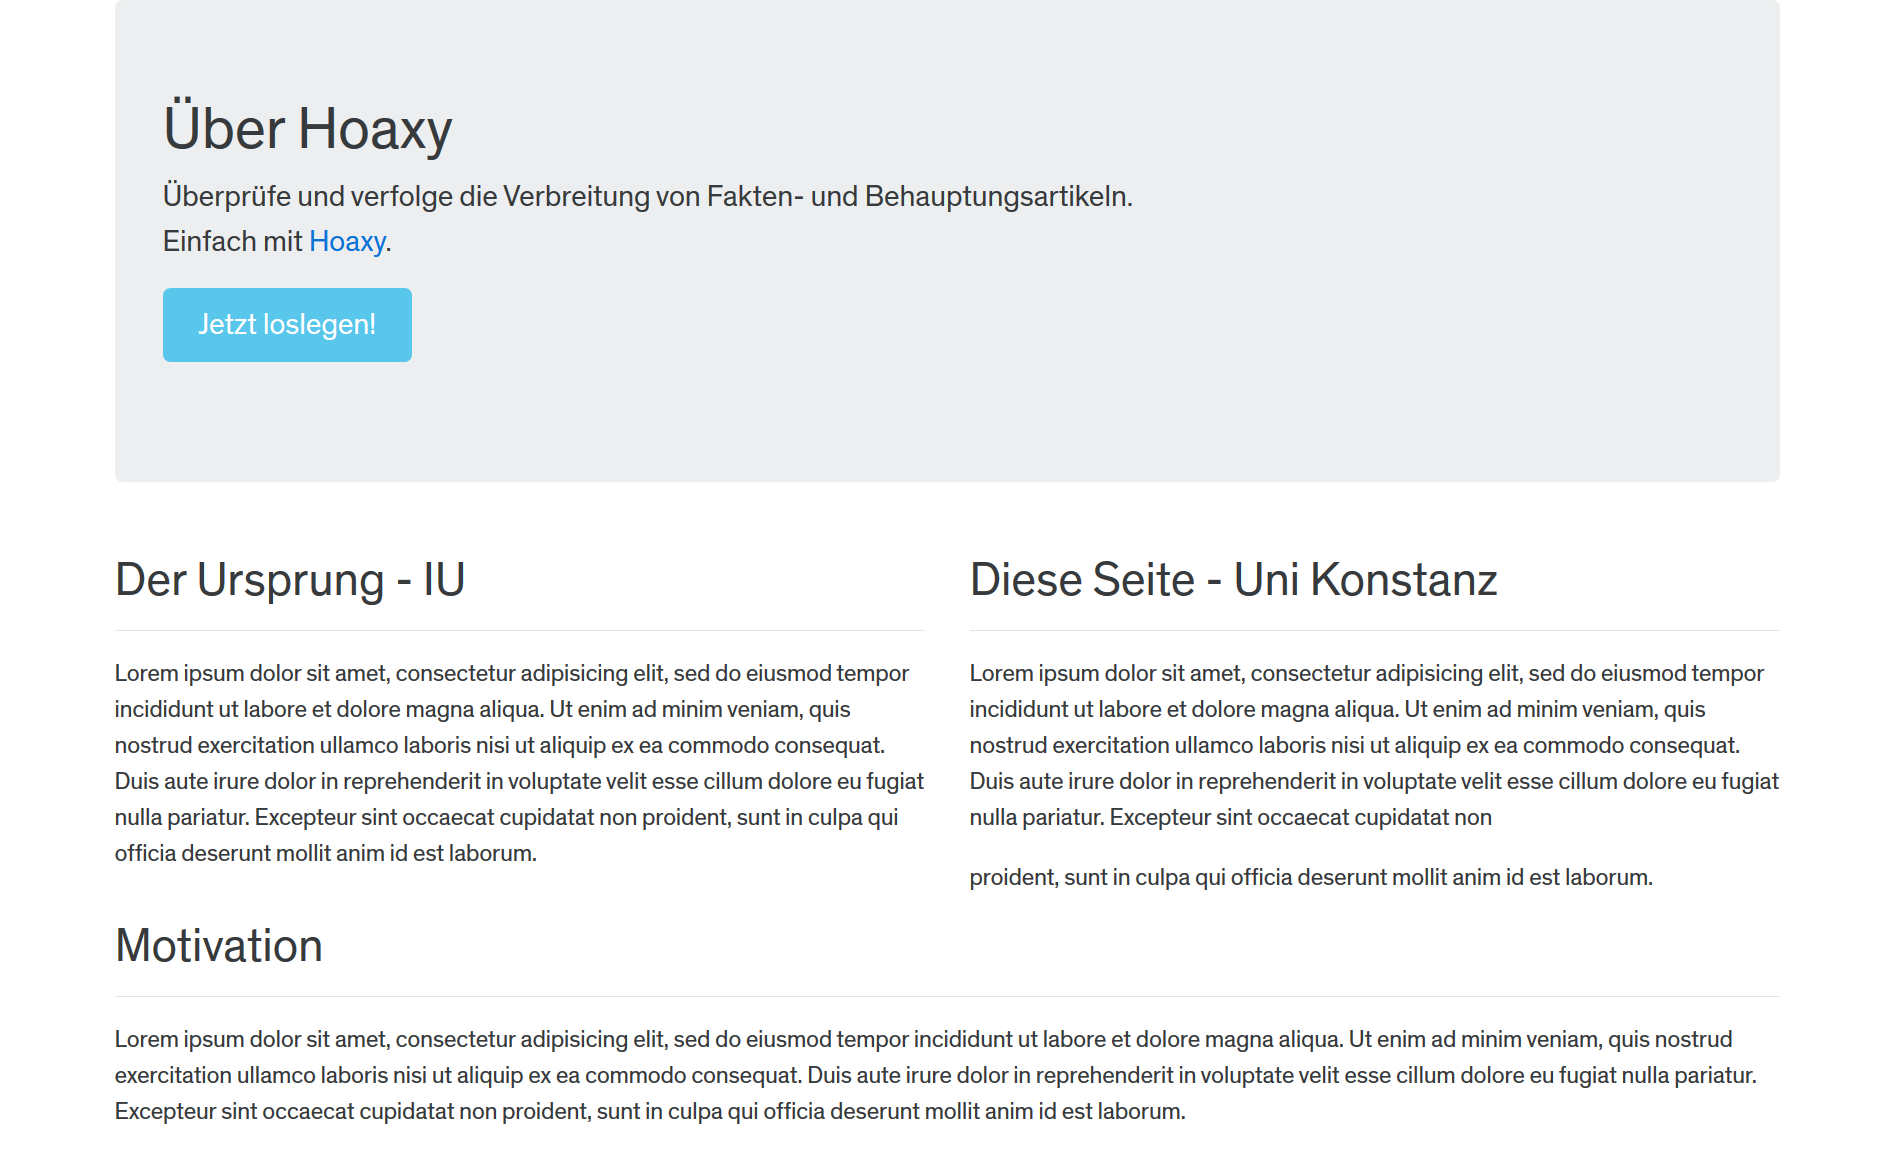 Über Hoaxy
Überprüfe und verfolge die Verbreitung von Fakten- und Behauptungsartikeln.
Einfach mit Hoaxy.
Jetzt loslegen!
Der Ursprung - IU
Lorem ipsum dolor sit amet, consectetur adipisicing elit, sed do eiusmod tempor
incididunt ut labore et dolore magna aliqua. Ut enim ad minim veniam, quis
nostrud exercitation ullamco laboris nisi ut aliquip ex ea commodo consequat.
Duis aute irure dolor in reprehenderit in voluptate velit esse cillum dolore eu fugiat
nulla pariatur. Excepteur sint occaecat cupidatat non proident, sunt in culpa qui
officia deserunt mollit anim id est laborum.
Diese Seite - Uni Konstanz
Lorem ipsum dolor sit amet, consectetur adipisicing elit, sed do eiusmod tempor
incididunt ut labore et dolore magna aliqua. Ut enim ad minim veniam, quis
nostrud exercitation ullamco laboris nisi ut aliquip ex ea commodo consequat.
Duis aute irure dolor in reprehenderit in voluptate velit esse cillum dolore eu fugiat
nulla pariatur. Excepteur sint occaecat cupidatat non
proident, sunt in culpa qui officia deserunt mollit anim id est laborum.
Motivation
Lorem ipsum dolor sit amet, consectetur adipisicing elit, sed do eiusmod tempor incididunt ut labore et dolore magna aliqua. Ut enim ad minim veniam, quis nostrud
exercitation ullamco laboris nisi ut aliquip ex ea commodo consequat. Duis aute irure dolor in reprehenderit in voluptate velit esse cillum dolore eu fugiat nulla pariatur.
Excepteur sint occaecat cupidatat non proident, sunt in culpa qui officia deserunt mollit anim id est laborum.